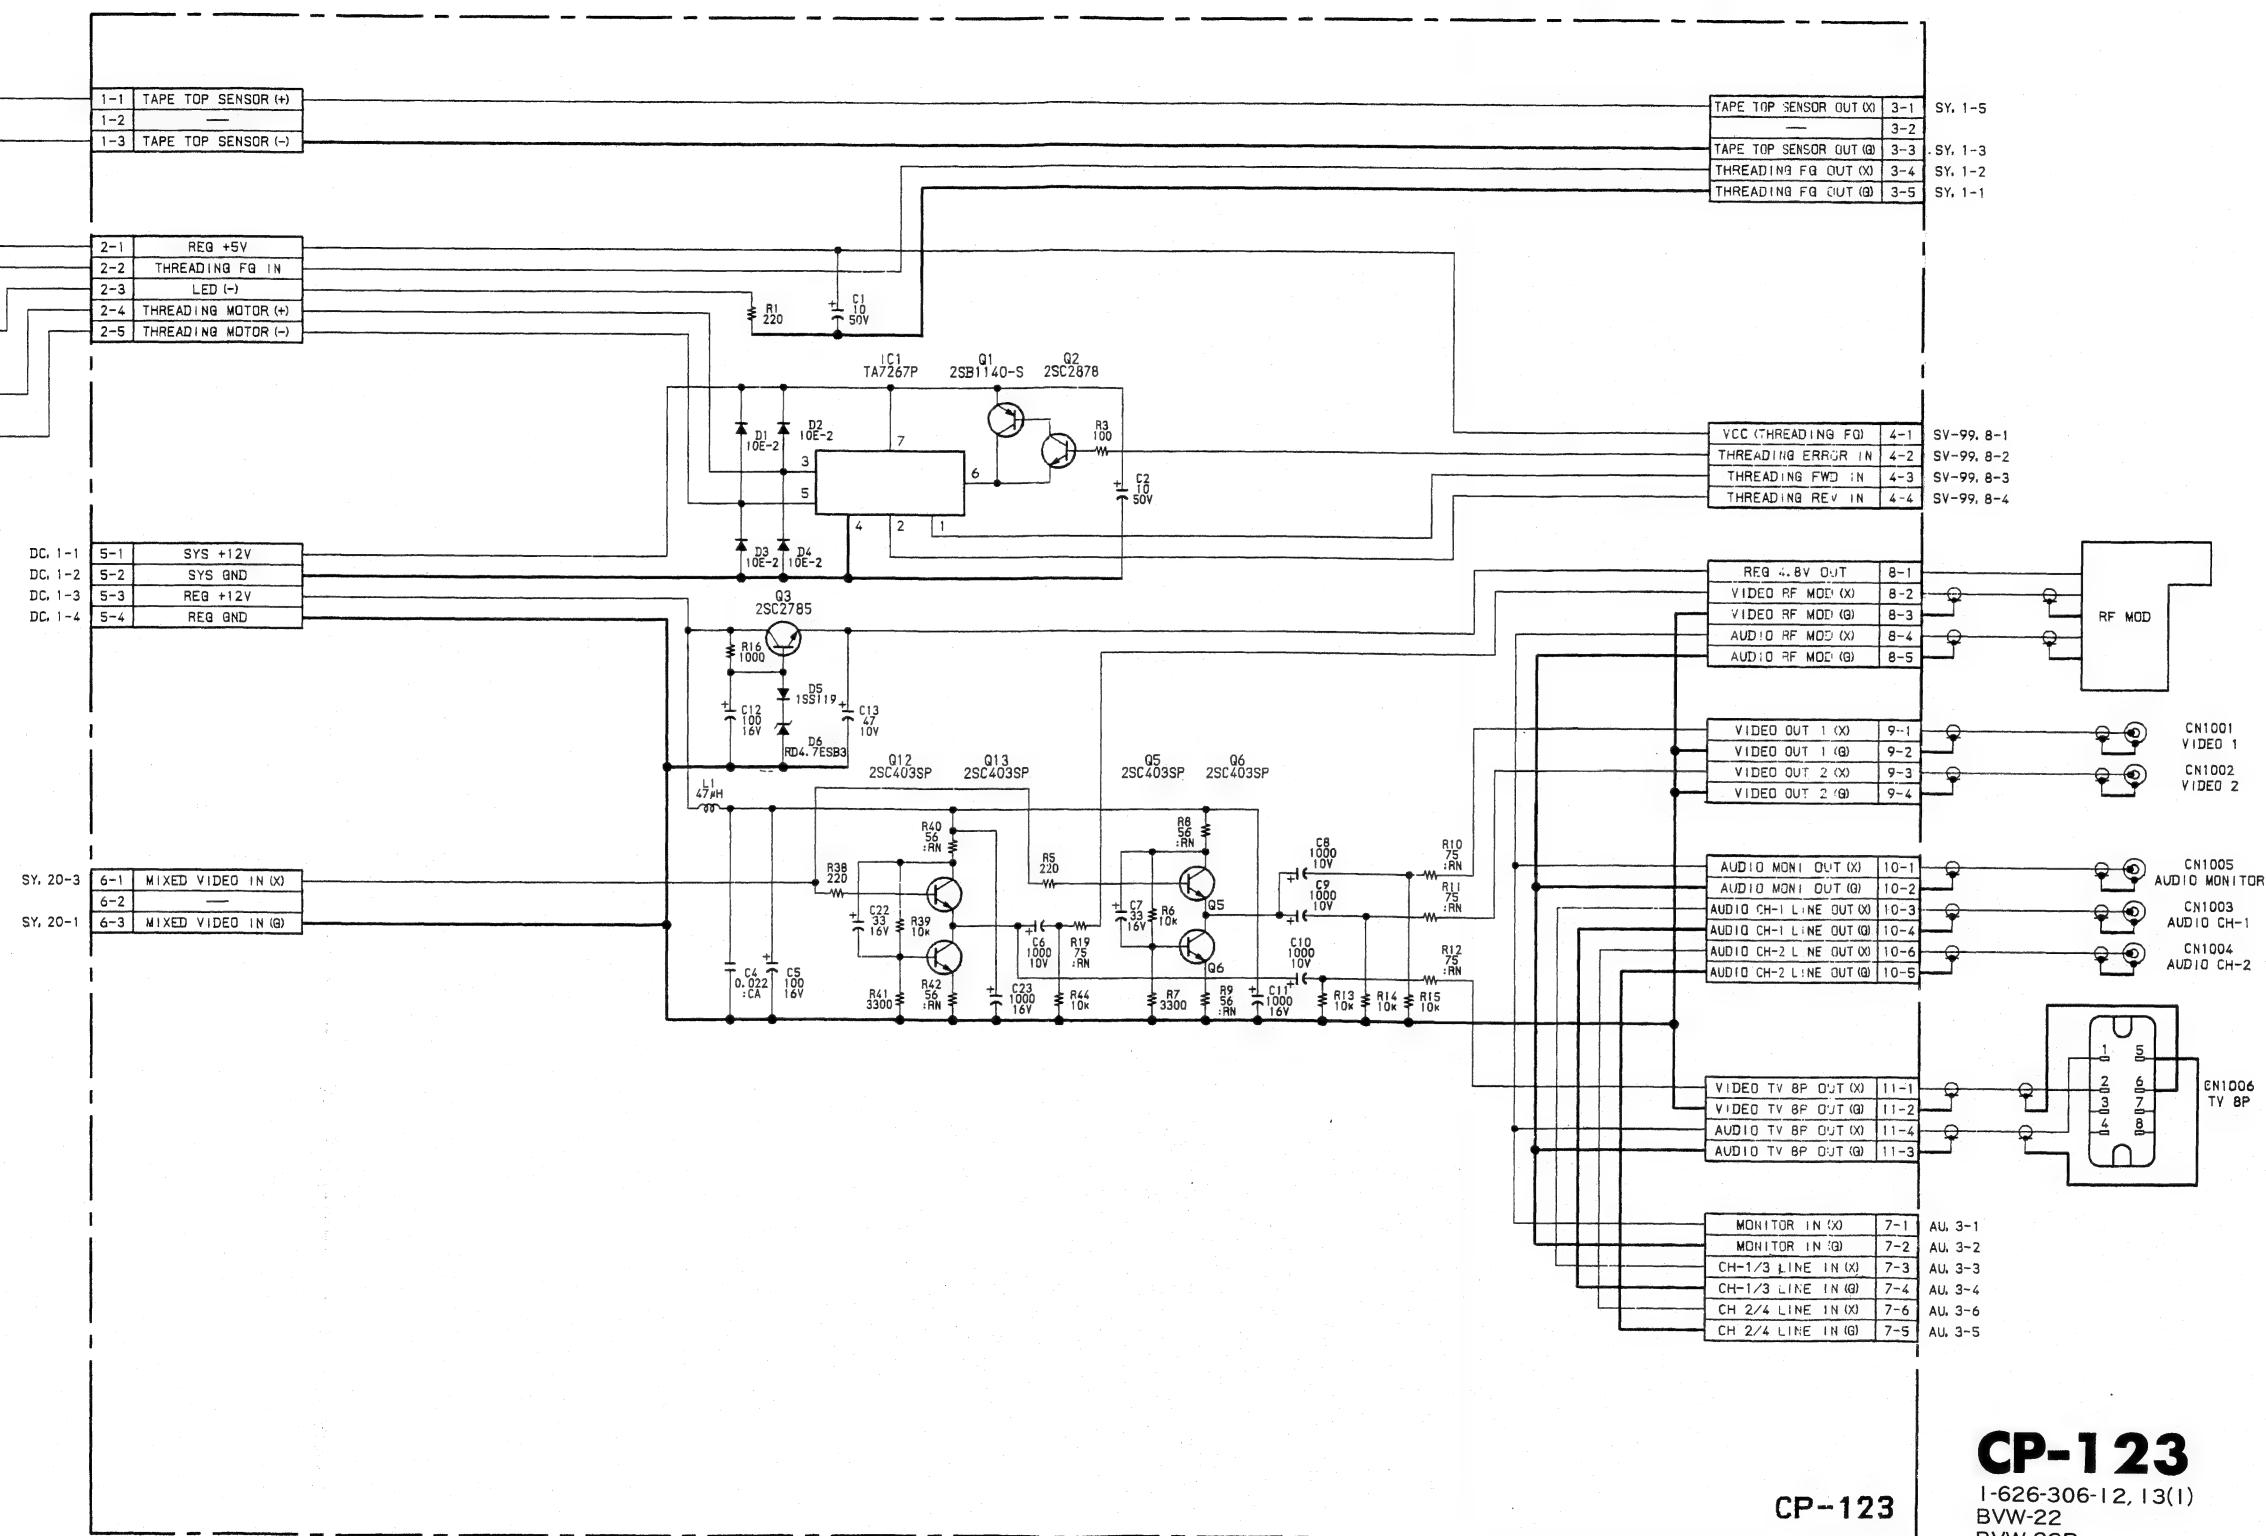 1-1 TAPE TOP SENSOR (+)
1-2 —
1-3 TAPE TOP SENSOR (-)
TAPE TOP SENSOR OUT (X) 3-1 SY. 1-5
— 3-2
TAPE TOP SENSOR OUT (G) 3-3 SY. 1-3
THREADING FG OUT (X) 3-4 SY. 1-2
THREADING FG OUT (G) 3-5 SY. 1-1
2-1 REG +5V
2-2 THREADING FG IN
2-3 LED (-)
2-4 THREADING MOTOR (+)
2-5 THREADING MOTOR (-)
R1
220
C1
10
50V
IC1
TA7267P
Q1
2SB1140-S
Q2
2SC2878
D1
10E-2
D2
10E-2
R3
100
7
3
5
6
4
2
1
C2
10
50V
D3
10E-2
D4
10E-2
VCC (THREADING FG) 4-1 SV-99. 8-1
THREADING ERROR IN 4-2 SV-99. 8-2
THREADING FWD IN 4-3 SV-99. 8-3
THREADING REV IN 4-4 SV-99. 8-4
DC. 1-1 5-1 SYS +12V
DC. 1-2 5-2 SYS GND
DC. 1-3 5-3 REG +12V
DC. 1-4 5-4 REG GND
Q3
2SC2785
R16
1000
D5
1SS119
C12
100
16V
C13
47
10V
D6
RD4.7ESB3
REG 4.8V OUT 8-1
VIDEO RF MOD (X) 8-2
VIDEO RF MOD (G) 8-3
AUDIO RF MOD (X) 8-4
AUDIO RF MOD (G) 8-5
RF MOD
VIDEO OUT 1 (X) 9-1
VIDEO OUT 1 (G) 9-2
VIDEO OUT 2 (X) 9-3
VIDEO OUT 2 (G) 9-4
CN1001
VIDEO 1
CN1002
VIDEO 2
L1
47μH
Q12
2SC403SP
Q13
2SC403SP
Q5
2SC403SP
Q6
2SC403SP
SY. 20-3 6-1 MIXED VIDEO IN (X)
6-2 —
SY. 20-1 6-3 MIXED VIDEO IN (G)
R38
220
R40
56
:RN
R5
220
R8
56
:RN
C22
33
16V
R39
10k
C7
33
16V
R6
10k
Q5
Q6
C8
1000
10V
C9
1000
10V
C10
1000
10V
R10
75
:RN
R11
75
:RN
R12
75
:RN
C4
0.022
:CA
C5
100
16V
R41
3300
R42
56
:RN
C23
1000
16V
C6
1000
10V
R19
75
:RN
R44
10k
R7
3300
R9
56
:RN
C11
1000
16V
R13
10k
R14
10k
R15
10k
AUDIO MONI OUT (X) 10-1
AUDIO MONI OUT (G) 10-2
AUDIO CH-1 LINE OUT (X) 10-3
AUDIO CH-1 LINE OUT (G) 10-4
AUDIO CH-2 LINE OUT (X) 10-6
AUDIO CH-2 LINE OUT (G) 10-5
CN1005
AUDIO MONITOR
CN1003
AUDIO CH-1
CN1004
AUDIO CH-2
VIDEO TV 8P OUT (X) 11-1
VIDEO TV 8P OUT (G) 11-2
AUDIO TV 8P OUT (X) 11-4
AUDIO TV 8P OUT (G) 11-3
1 5
2 6
3 7
4 8
CN1006
TV 8P
MONITOR IN (X) 7-1 AU. 3-1
MONITOR IN (G) 7-2 AU. 3-2
CH-1/3 LINE IN (X) 7-3 AU. 3-3
CH-1/3 LINE IN (G) 7-4 AU. 3-4
CH 2/4 LINE IN (X) 7-6 AU. 3-6
CH 2/4 LINE IN (G) 7-5 AU. 3-5
CP-123
CP-123
1-626-306-12, 13(1)
BVW-22